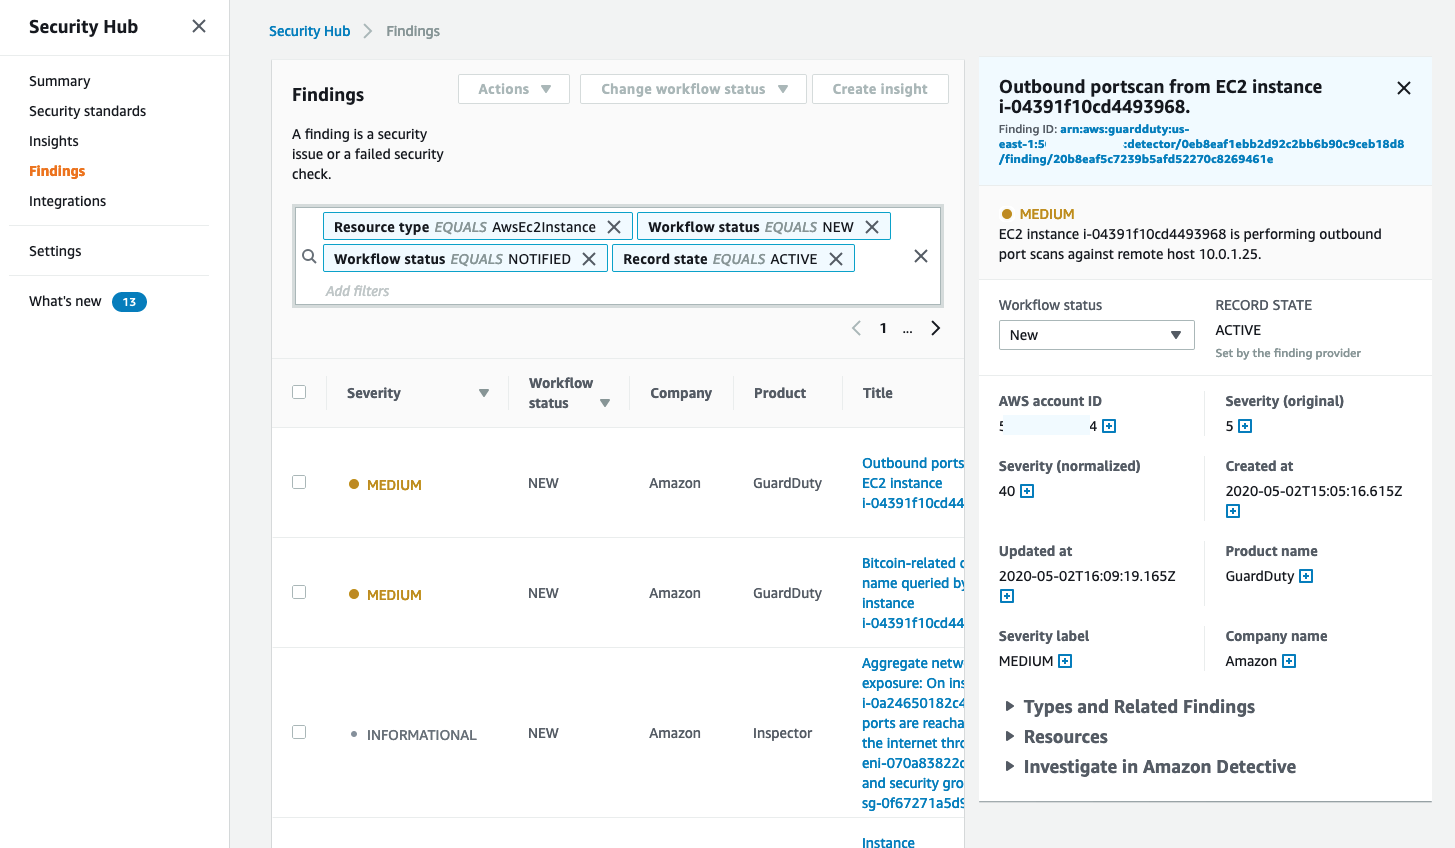 Security Hub
Summary
Security standards
Insights
Findings
Integrations
Settings
What's new 13
Security Hub Findings
Findings
Actions
Change workflow status
Create insight
A finding is a security
issue or a failed security
check.
Resource type EQUALS AwsEc2Instance
Workflow status EQUALS NEW
Workflow status EQUALS NOTIFIED
Record state EQUALS ACTIVE
Add filters
1 ...
Severity
Workflow
status
Company
Product
Title
MEDIUM
NEW
Amazon
GuardDuty
Outbound ports
EC2 instance
i-04391f10cd44
MEDIUM
NEW
Amazon
GuardDuty
Bitcoin-related
name queried by
instance
i-04391f10cd44
INFORMATIONAL
NEW
Amazon
Inspector
Aggregate netw
exposure: On ins
i-0a24650182c4
ports are reacha
the internet thro
eni-070a83822c
and security gro
sg-0f67271a5d9
Instance
Outbound portscan from EC2 instance
i-04391f10cd4493968.
Finding ID: arn:aws:guardduty:us-
east-1:5 :detector/0eb8eaf1ebb2d92c2bb6b90c9ceb18d8
/finding/20b8eaf5c7239b5afd52270c8269461e
MEDIUM
EC2 instance i-04391f10cd4493968 is performing outbound
port scans against remote host 10.0.1.25.
Workflow status
New
RECORD STATE
ACTIVE
Set by the finding provider
AWS account ID
5 4
Severity (original)
5
Severity (normalized)
40
Created at
2020-05-02T15:05:16.615Z
Updated at
2020-05-02T16:09:19.165Z
Product name
GuardDuty
Severity label
MEDIUM
Company name
Amazon
Types and Related Findings
Resources
Investigate in Amazon Detective